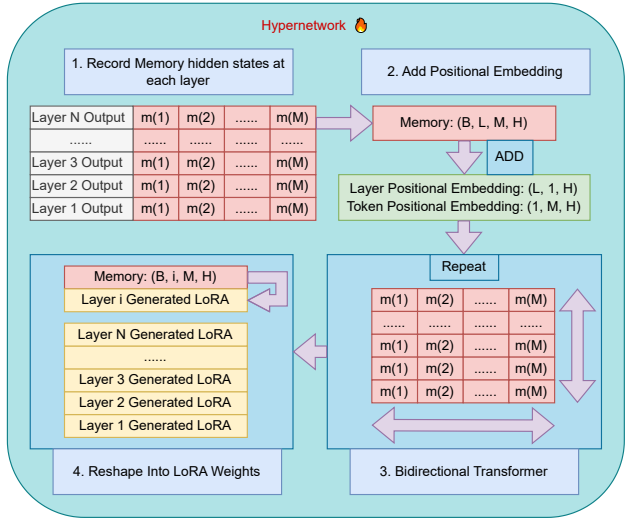 Hypernetwork
1. Record Memory hidden states at
each layer
2. Add Positional Embedding
Layer N Output m(1) m(2) ...... m(M)
...... ...... ...... ...... ......
Layer 3 Output m(1) m(2) ...... m(M)
Layer 2 Output m(1) m(2) ...... m(M)
Layer 1 Output m(1) m(2) ...... m(M)
Memory: (B, L, M, H)
ADD
Layer Positional Embedding: (L, 1, H)
Token Positional Embedding: (1, M, H)
Memory: (B, i, M, H)
Layer i Generated LoRA
Layer N Generated LoRA
......
Layer 3 Generated LoRA
Layer 2 Generated LoRA
Layer 1 Generated LoRA
4. Reshape Into LoRA Weights
Repeat
m(1) m(2) ...... m(M)
...... ...... ...... ......
m(1) m(2) ...... m(M)
m(1) m(2) ...... m(M)
m(1) m(2) ...... m(M)
3. Bidirectional Transformer